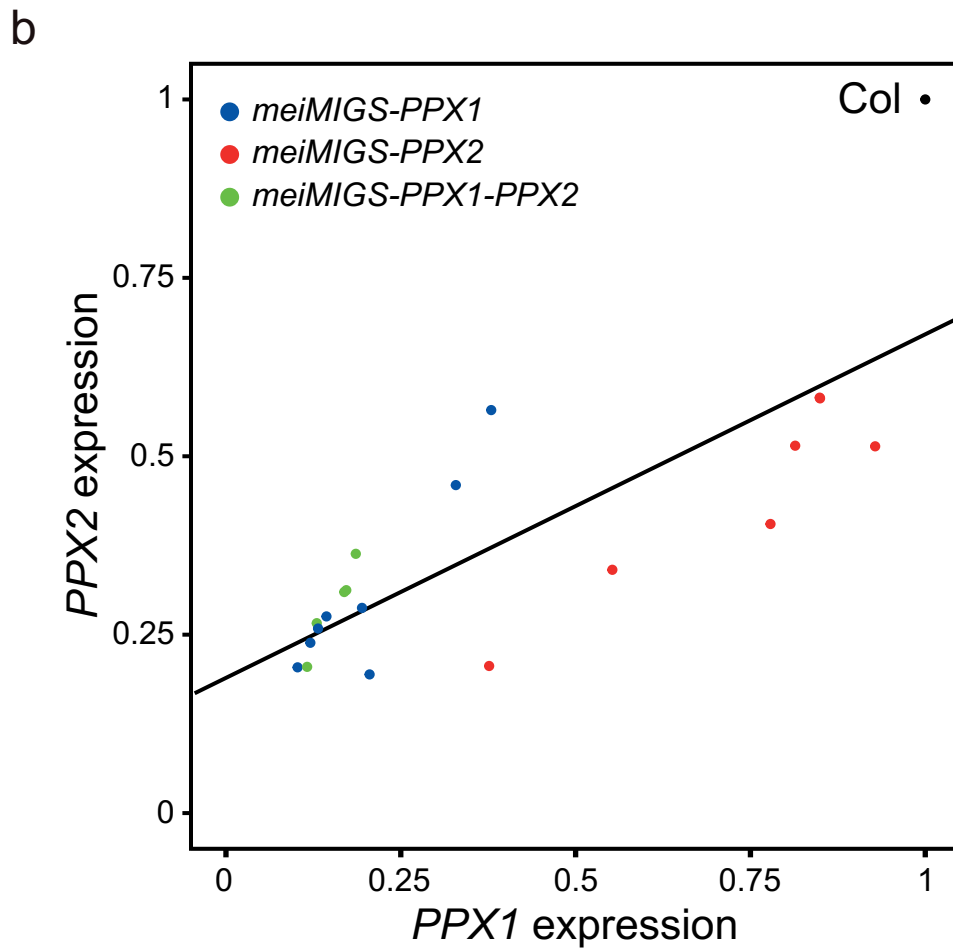 b
1
Col
meiMIGS-PPX1
meiMIGS-PPX2
meiMIGS-PPX1-PPX2
0.75
PPX2 expression
0.5
0.25
0
0 0.25 0.5 0.75 1
PPX1 expression